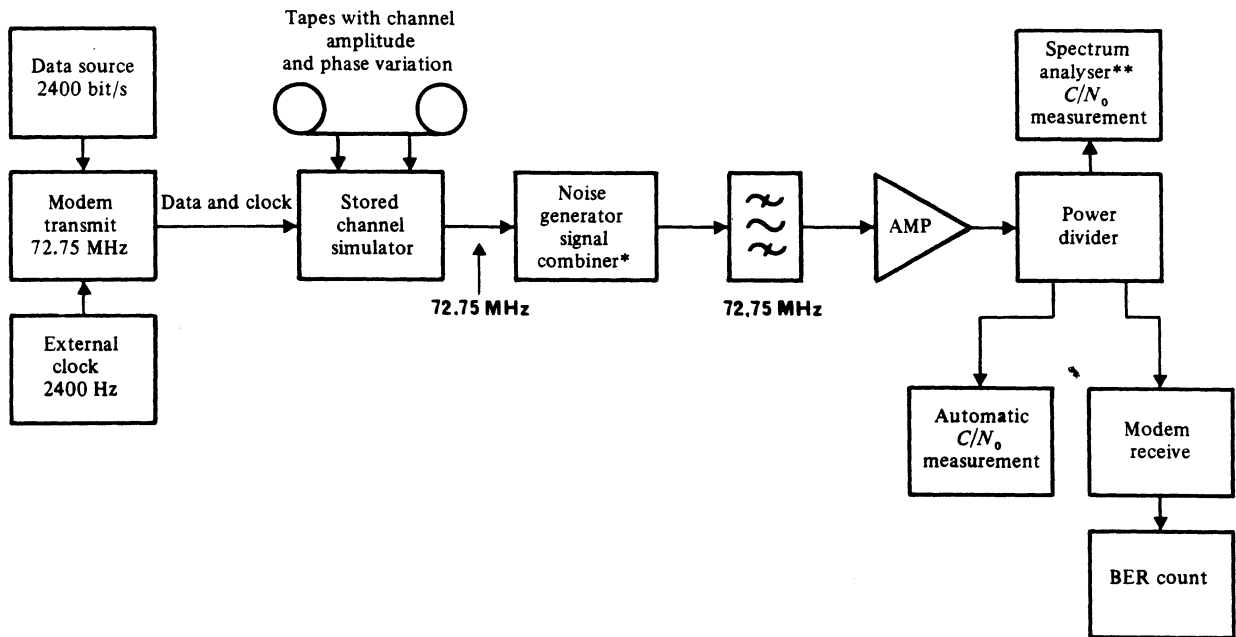 Tapes with channel
amplitude
and phase variation
Data source
2400 bit/s
Spectrum
analyser**
C/N₀
measurement
Modem
transmit
72.75 MHz
Data and clock
Stored
channel
simulator
Noise
generator
signal
combiner*
AMP
Power
divider
72.75 MHz
72,75 MHz
External
clock
2400 Hz
Automatic
C/N₀
measurement
Modem
receive
BER count